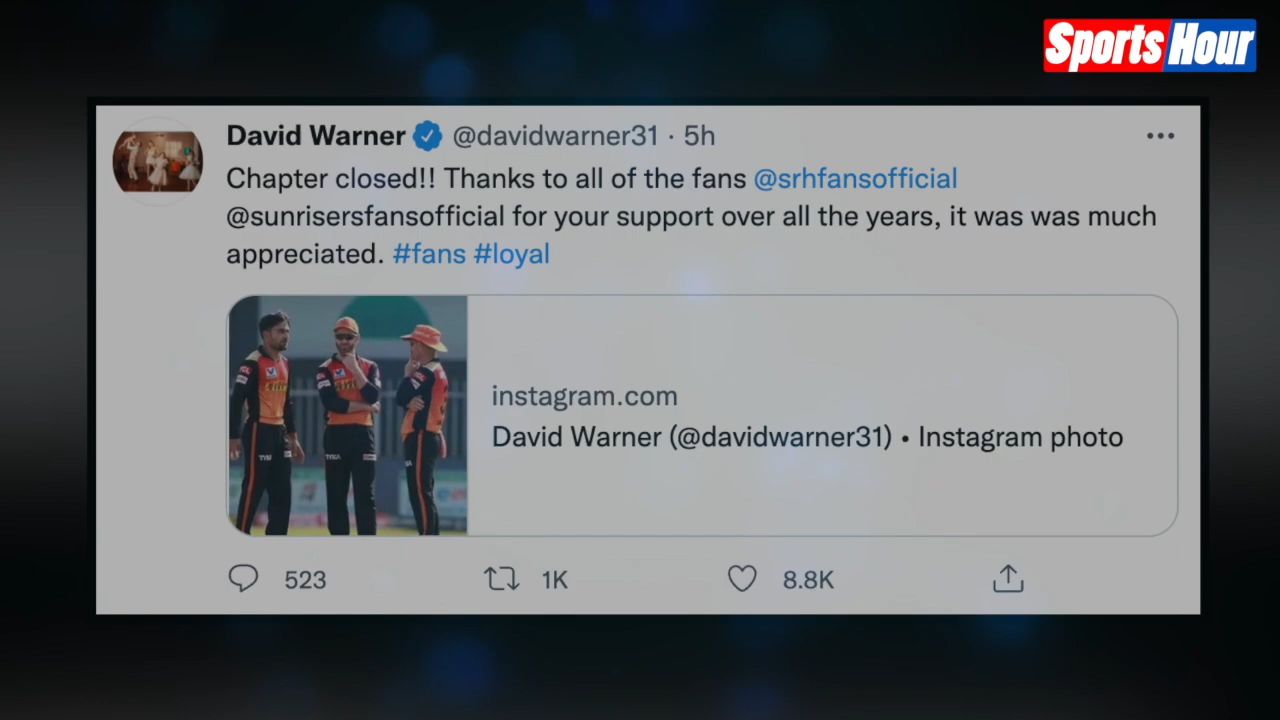 Sports Hour
David Warner @davidwarner31 · 5h
Chapter closed!! Thanks to all of the fans @srhfansofficial
@sunrisersfansofficial for your support over all the years, it was was much
appreciated. #fans #loyal
instagram.com
David Warner (@davidwarner31) • Instagram photo
TYKA
523 1K 8.8K